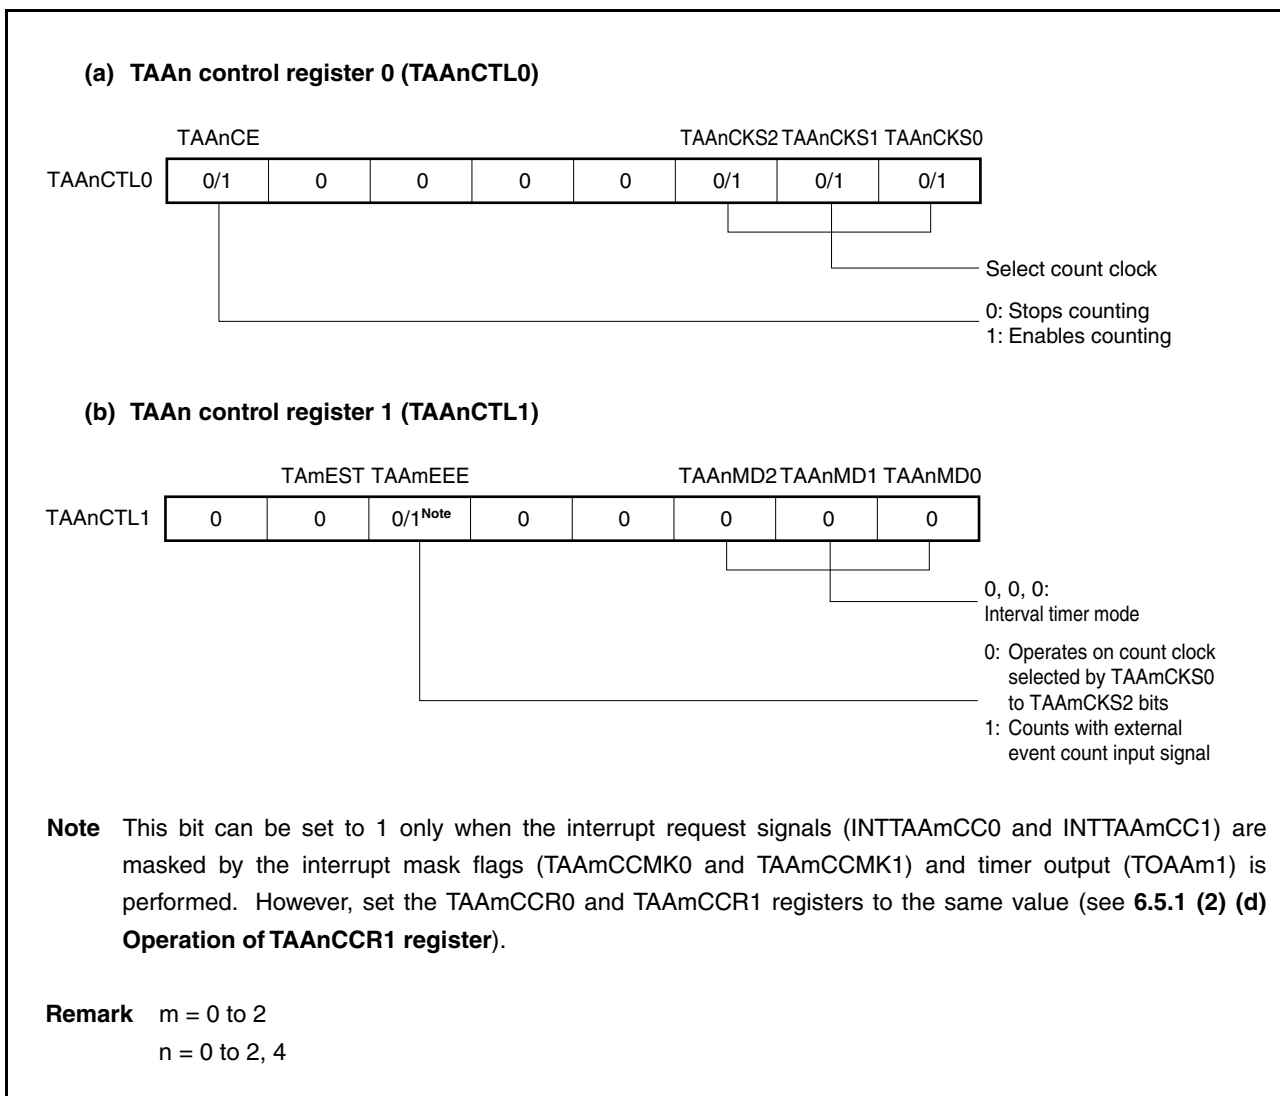 (a) TAAn control register 0 (TAAnCTL0)
TAAnCE TAAnCKS2 TAAnCKS1 TAAnCKS0
TAAnCTL0 0/1 0 0 0 0 0/1 0/1 0/1
Select count clock
0: Stops counting
1: Enables counting
(b) TAAn control register 1 (TAAnCTL1)
TAmEST TAAmEEE TAAnMD2 TAAnMD1 TAAnMD0
TAAnCTL1 0 0 0/1Note 0 0 0 0 0
0, 0, 0:
Interval timer mode
0: Operates on count clock
selected by TAAmCKS0
to TAAmCKS2 bits
1: Counts with external
event count input signal
Note This bit can be set to 1 only when the interrupt request signals (INTTAAmCC0 and INTTAAmCC1) are
masked by the interrupt mask flags (TAAmCCMK0 and TAAmCCMK1) and timer output (TOAAm1) is
performed. However, set the TAAmCCR0 and TAAmCCR1 registers to the same value (see 6.5.1 (2) (d)
Operation of TAAnCCR1 register).
Remark m = 0 to 2
n = 0 to 2, 4